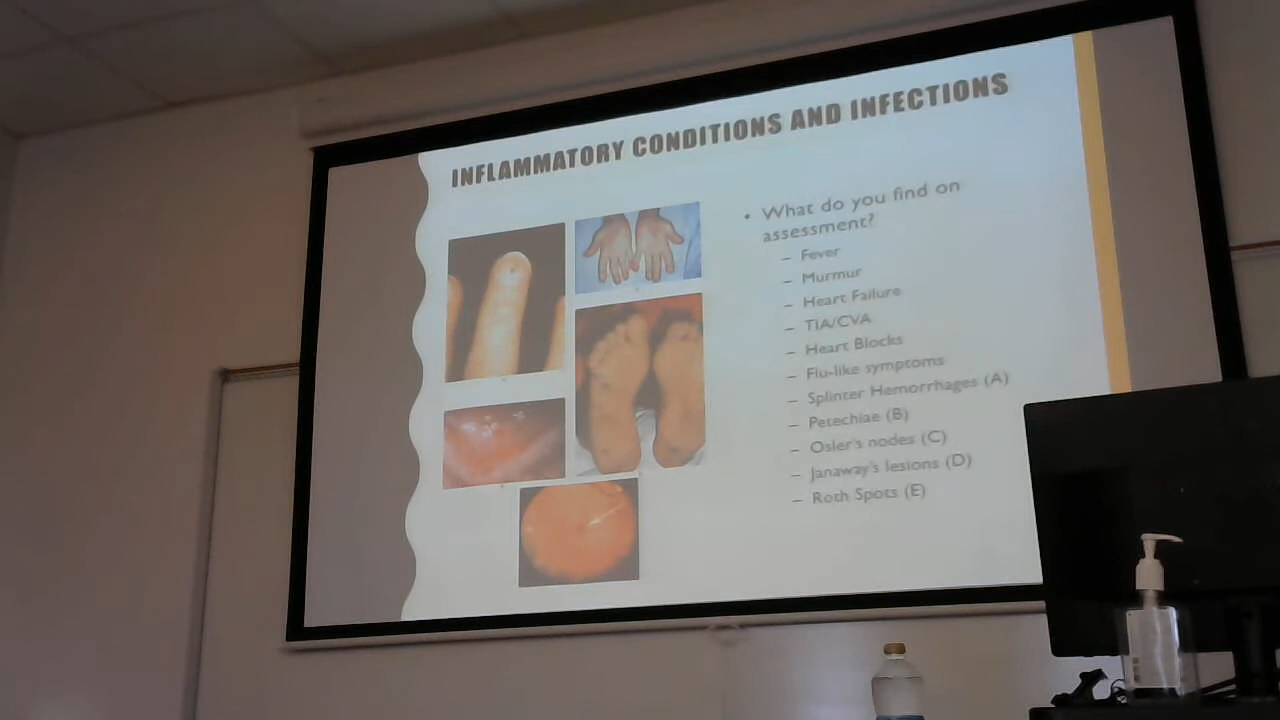 INFLAMMATORY CONDITIONS AND INFECTIONS
• What do you find on
assessment?
– Fever
– Murmur
– Heart Failure
– TIA/CVA
– Heart Blocks
– Flu-like symptoms
– Splinter Hemorrhages (A)
– Petechiae (B)
– Osler's nodes (C)
– Janaway's lesions (D)
– Roth Spots (E)